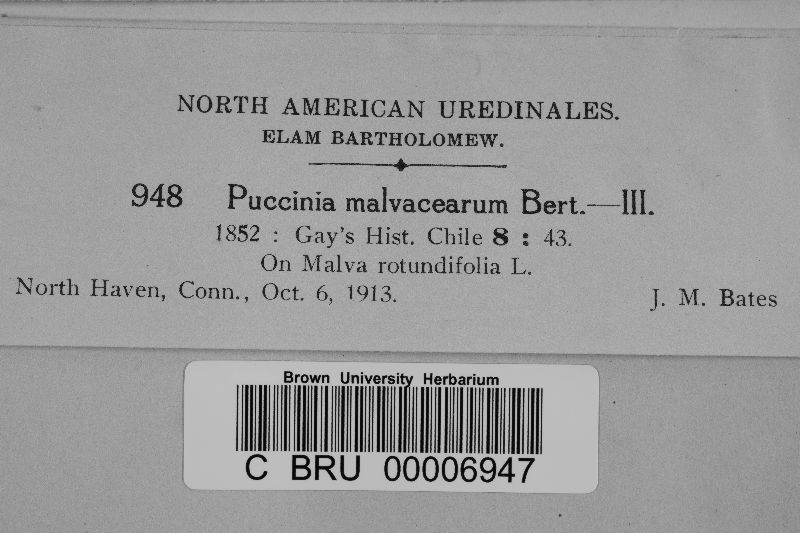 NORTH AMERICAN UREDINALES.
ELAM BARTHOLOMEW.
948 Puccinia malvacearum Bert.—III.
1852 : Gay's Hist. Chile 8 : 43.
On Malva rotundifolia L.
North Haven, Conn., Oct. 6, 1913. J. M. Bates
Brown University Herbarium
C BRU 00006947